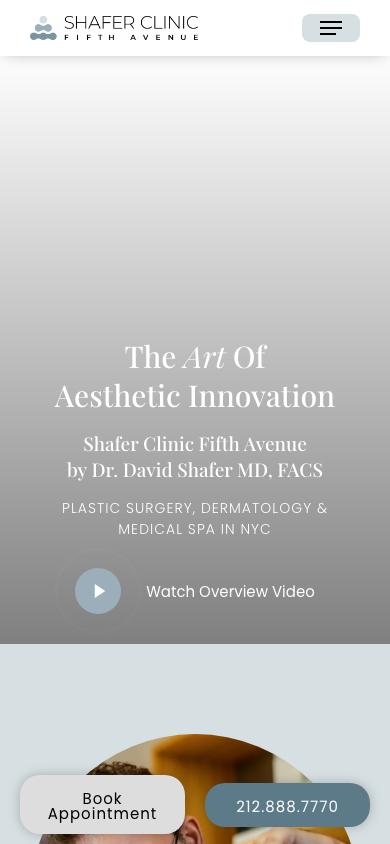 SHAFER CLINIC
FIFTH AVENUE
The Art Of
Aesthetic Innovation
Shafer Clinic Fifth Avenue
by Dr. David Shafer MD, FACS
PLASTIC SURGERY, DERMATOLOGY &
MEDICAL SPA IN NYC
Watch Overview Video
Book
Appointment
212.888.7770